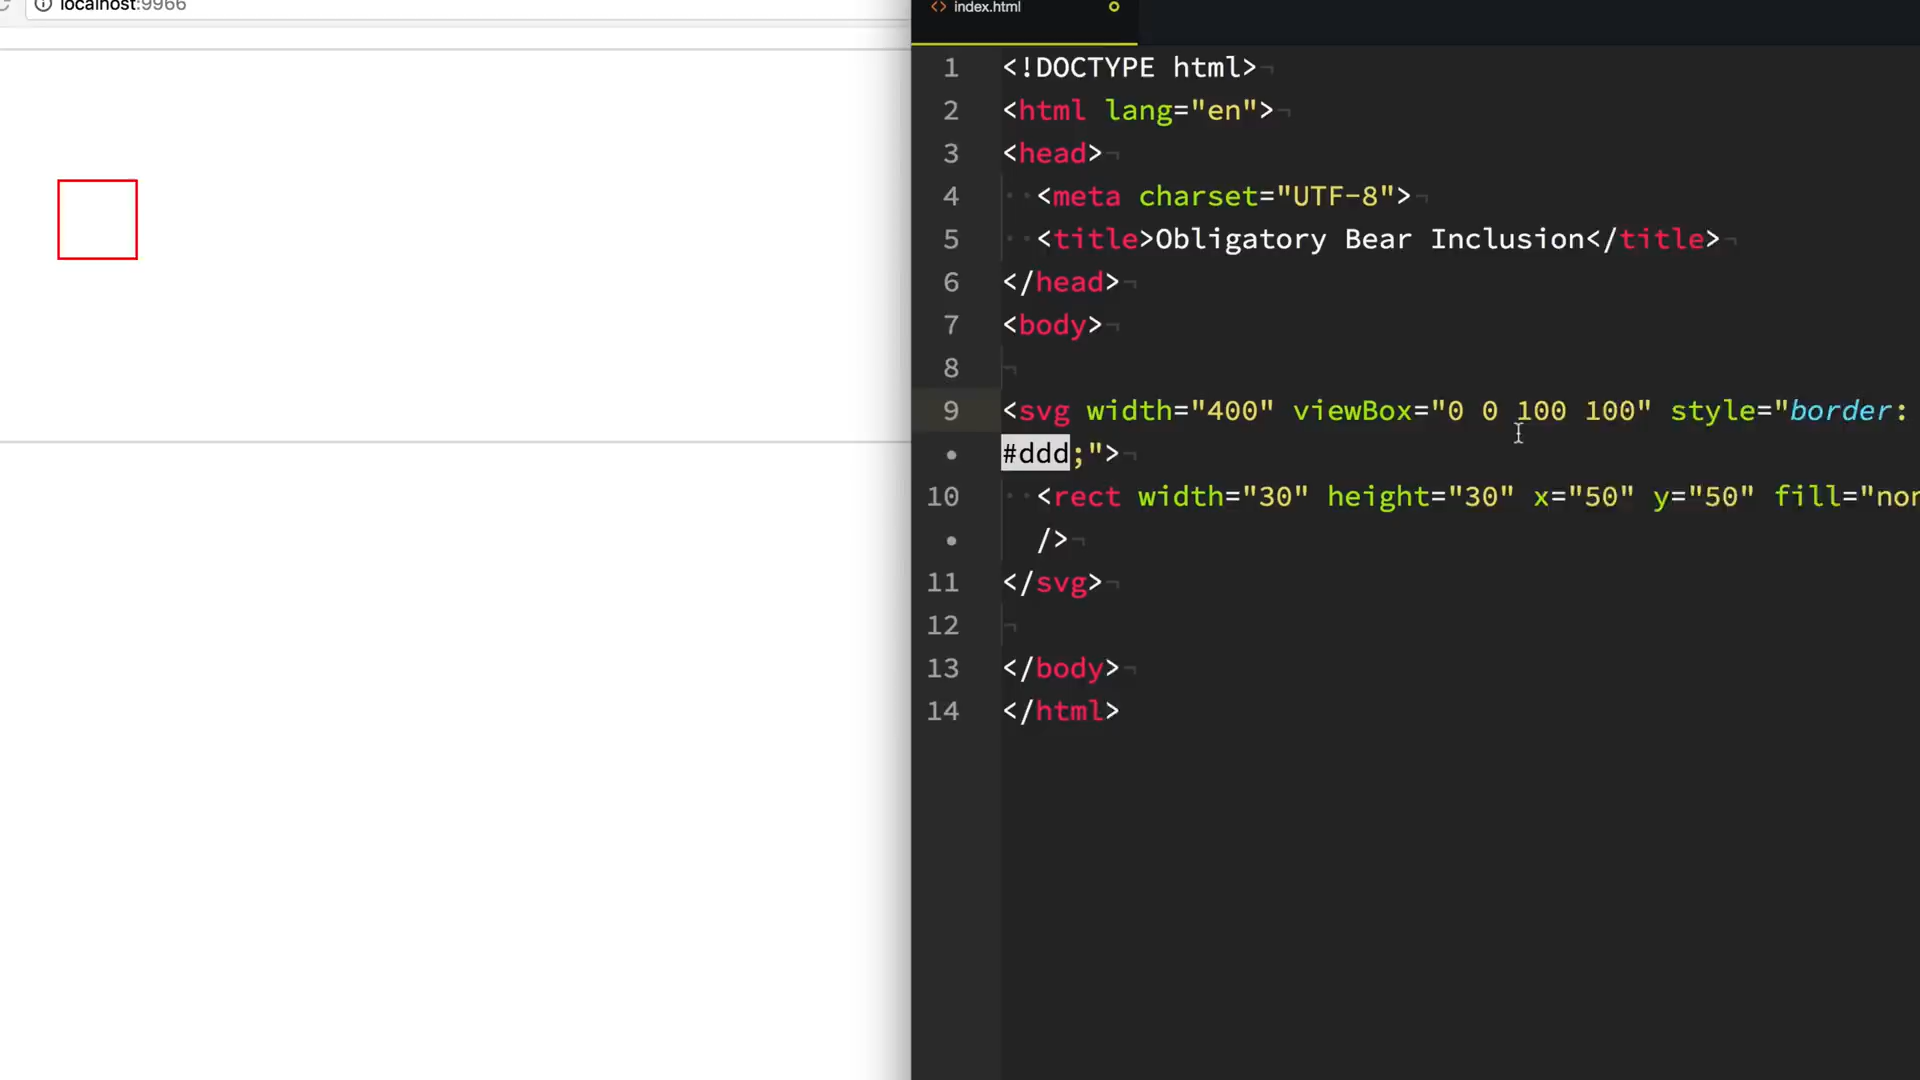 localhost:9966
<> index.html
1 <!DOCTYPE html>¬
2 <html lang="en">¬
3 <head>¬
4 ··<meta charset="UTF-8">¬
5 ··<title>Obligatory Bear Inclusion</title>¬
6 </head>¬
7 <body>¬
8 ¬
9 <svg width="400" viewBox="0 0 100 100" style="border:
• #ddd;">¬
10 ··<rect width="30" height="30" x="50" y="50" fill="non
• />¬
11 </svg>¬
12 ¬
13 </body>¬
14 </html>